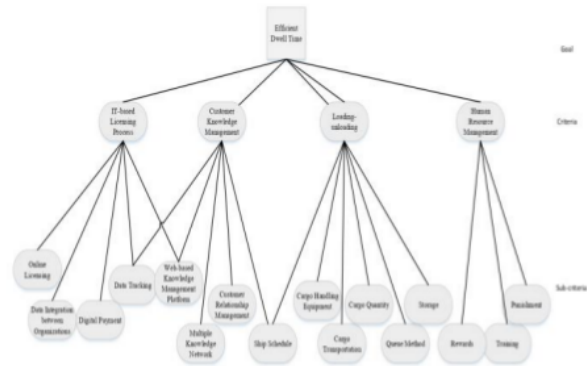 Efficient
Dwell Time
Goal
IT-based
Licensing
Process
Customer
Knowledge
Management
Loading-
unloading
Human
Resource
Management
Criteria
Online
Licensing
Data Integration
between
Organizations
Digital Payment
Data Tracking
Web-based
Knowledge
Management
Platform
Multiple
Knowledge
Network
Customer
Relationship
Management
Ship Schedule
Cargo Handling
Equipment
Cargo
Transportation
Cargo Quantity
Queue Method
Storage
Rewards
Training
Punishment
Sub-criteria